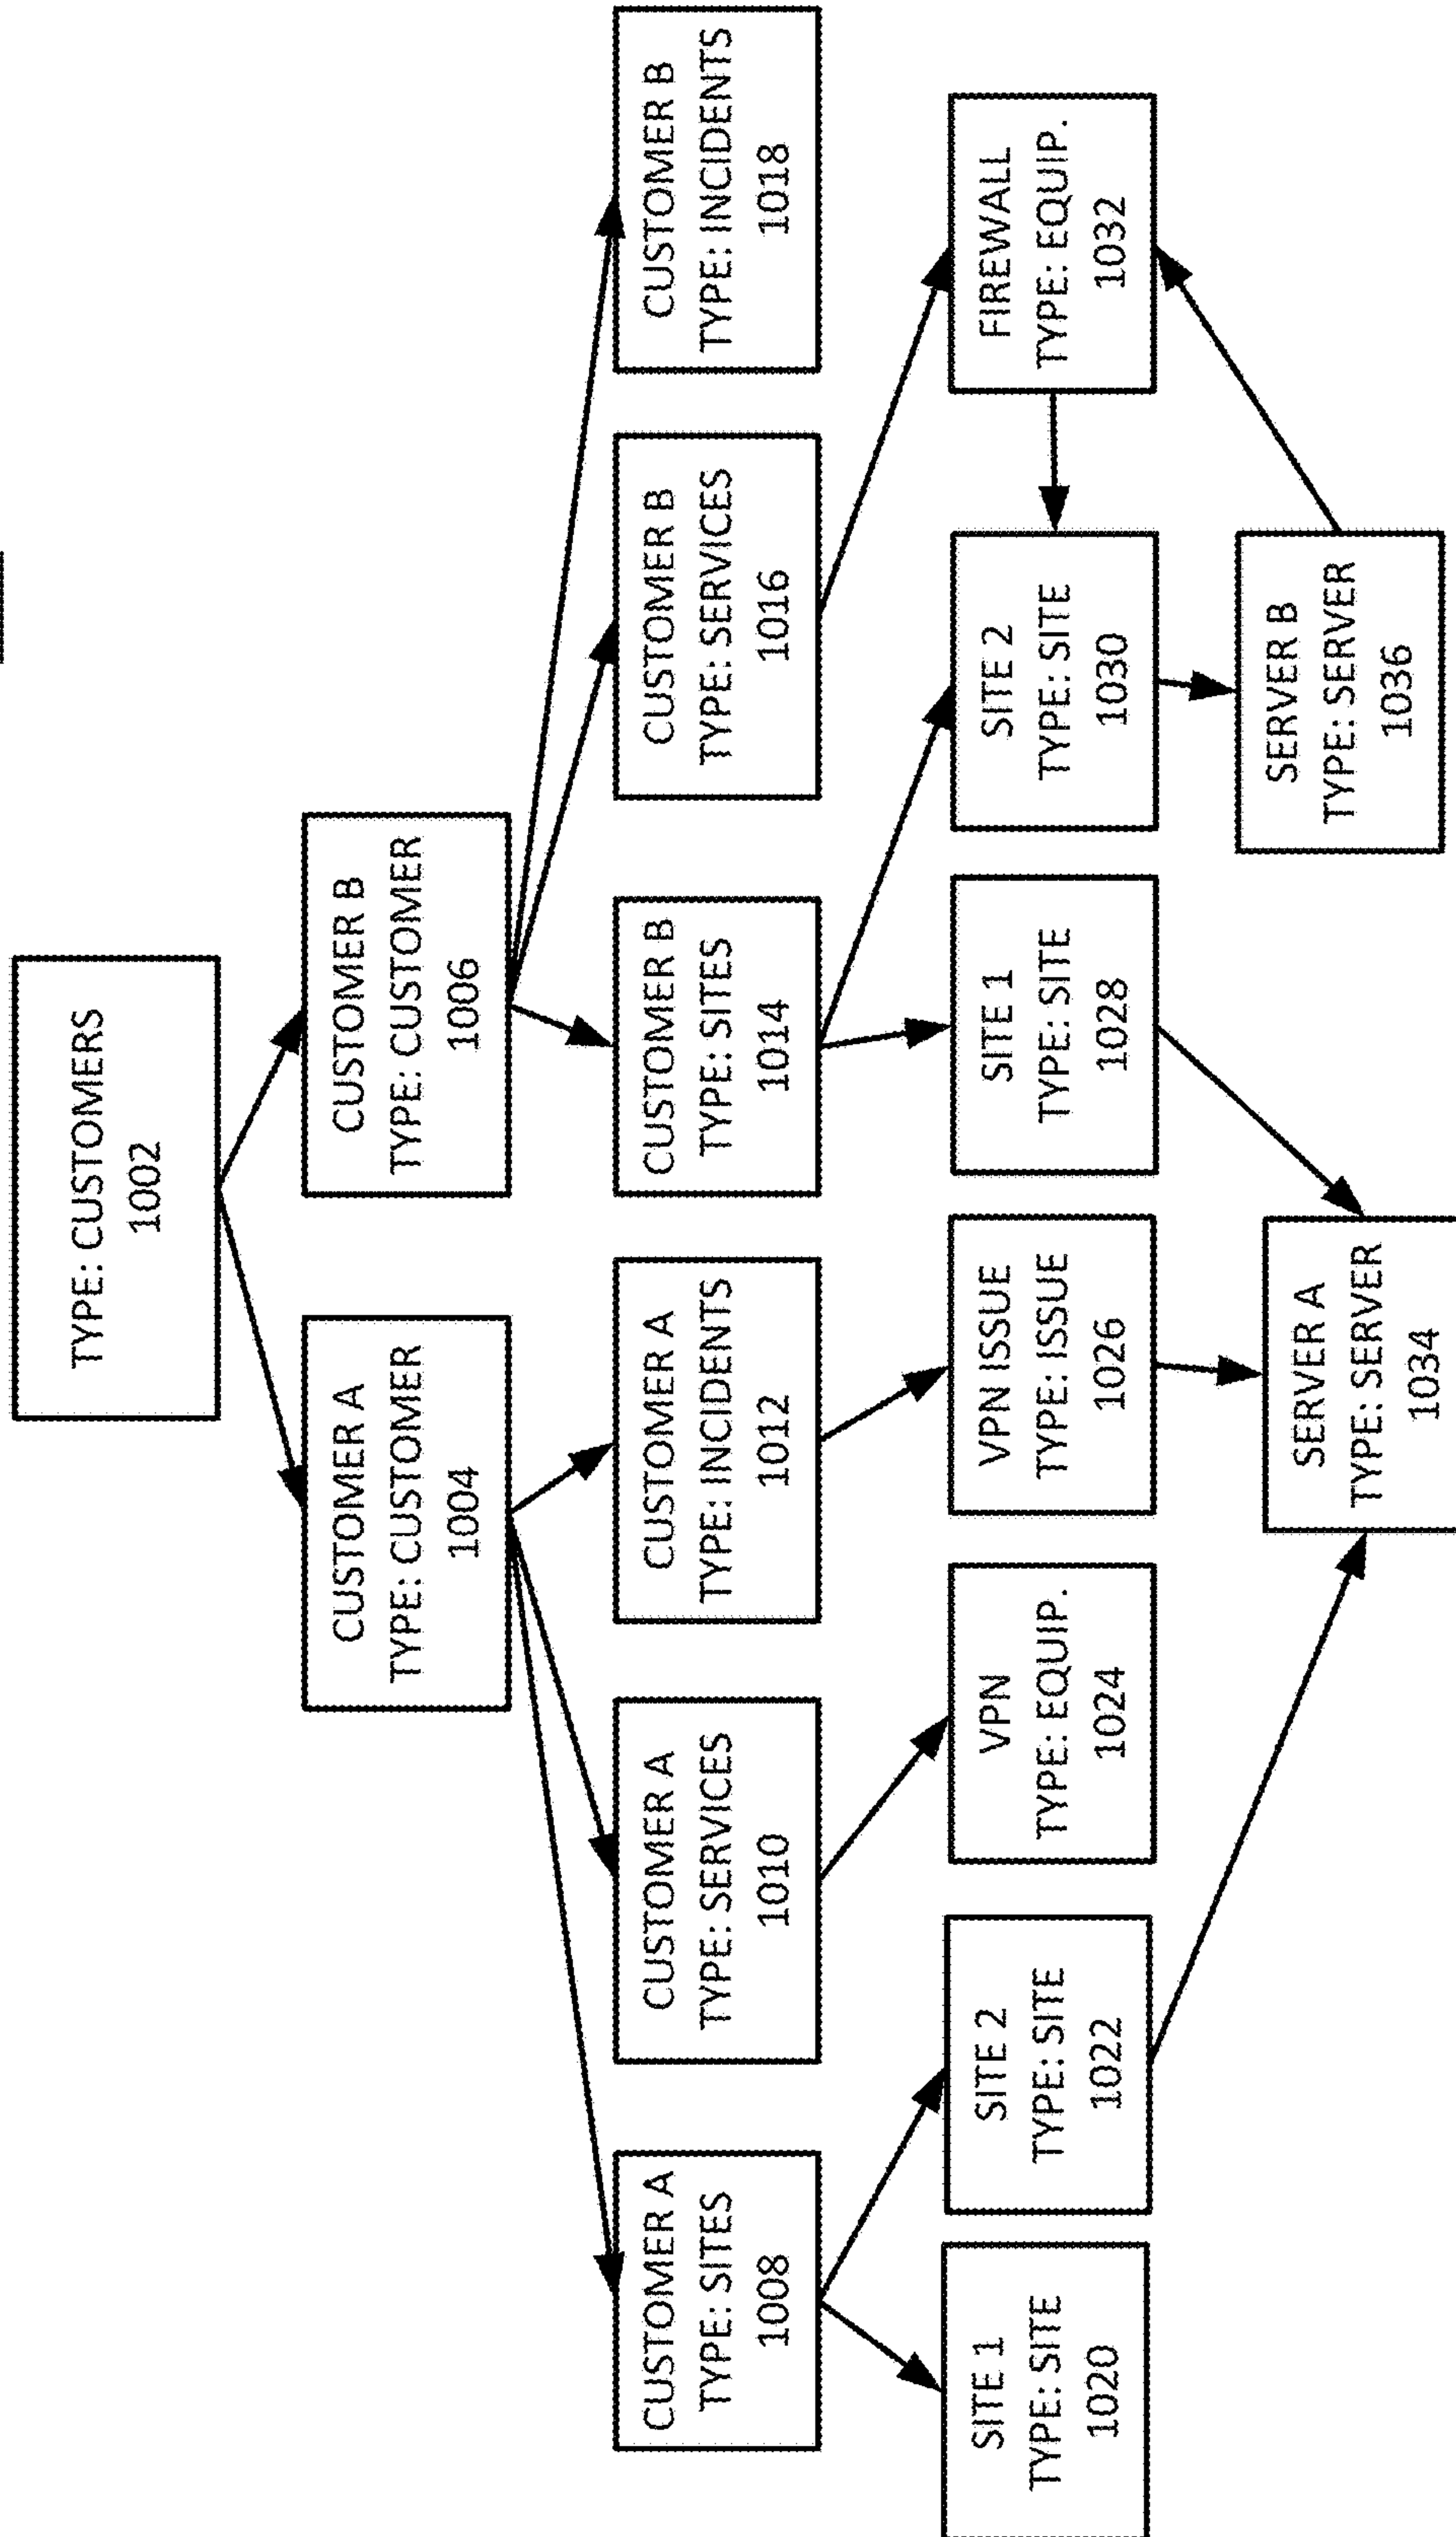 TYPE: CUSTOMERS
1002
CUSTOMER A
TYPE: CUSTOMER
1004
CUSTOMER B
TYPE: CUSTOMER
1006
CUSTOMER A
TYPE: SITES
1008
CUSTOMER A
TYPE: SERVICES
1010
CUSTOMER A
TYPE: INCIDENTS
1012
CUSTOMER B
TYPE: SITES
1014
CUSTOMER B
TYPE: SERVICES
1016
CUSTOMER B
TYPE: INCIDENTS
1018
SITE 1
TYPE: SITE
1020
SITE 2
TYPE: SITE
1022
VPN
TYPE: EQUIP.
1024
VPN ISSUE
TYPE: ISSUE
1026
SITE 1
TYPE: SITE
1028
SITE 2
TYPE: SITE
1030
FIREWALL
TYPE: EQUIP.
1032
SERVER A
TYPE: SERVER
1034
SERVER B
TYPE: SERVER
1036